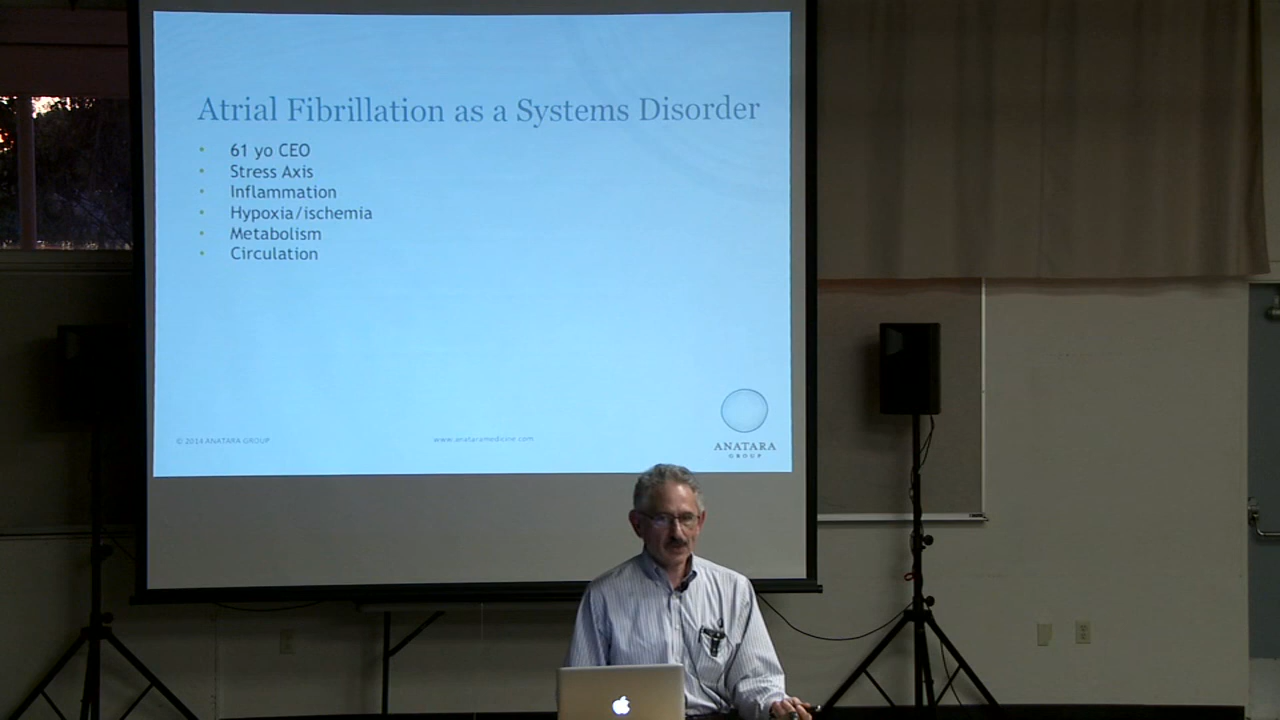 Atrial Fibrillation as a Systems Disorder
• 61 yo CEO
• Stress Axis
• Inflammation
• Hypoxia/ischemia
• Metabolism
• Circulation
© 2014 ANATARA GROUP
www.anataramedicine.com
ANATARA
GROUP